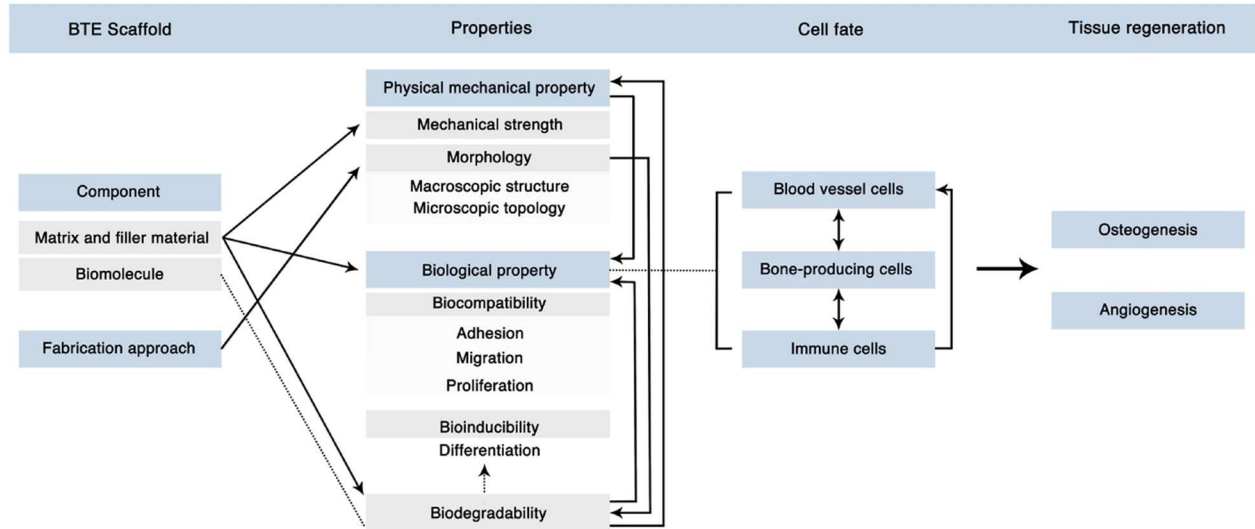 BTE Scaffold
Properties
Cell fate
Tissue regeneration
Component
Matrix and filler material
Biomolecule
Fabrication approach
Physical mechanical property
Mechanical strength
Morphology
Macroscopic structure
Microscopic topology
Biological property
Biocompatibility
Adhesion
Migration
Proliferation
Bioinducibility
Differentiation
Biodegradability
Blood vessel cells
Bone-producing cells
Immune cells
Osteogenesis
Angiogenesis